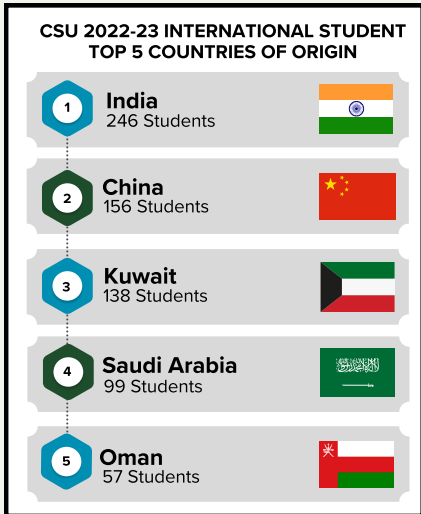 CSU 2022-23 INTERNATIONAL STUDENT
TOP 5 COUNTRIES OF ORIGIN
1
India
246 Students
2
China
156 Students
3
Kuwait
138 Students
4
Saudi Arabia
99 Students
5
Oman
57 Students